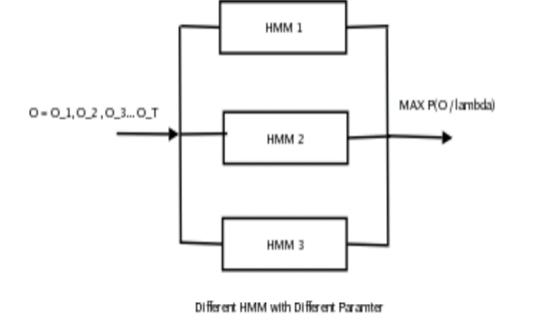 HMM 1
O = O_1, O_2 , O_3... O_T
MAX P(O / lambda)
HMM 2
HMM 3
Different HMM with Different Paramter